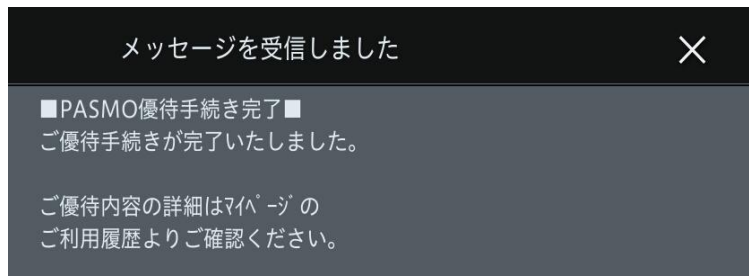 メッセージを受信しました
■PASMO優待手続き完了■
ご優待手続きが完了いたしました。
ご優待内容の詳細はﾏｲﾍﾟｰｼﾞの
ご利用履歴よりご確認ください。